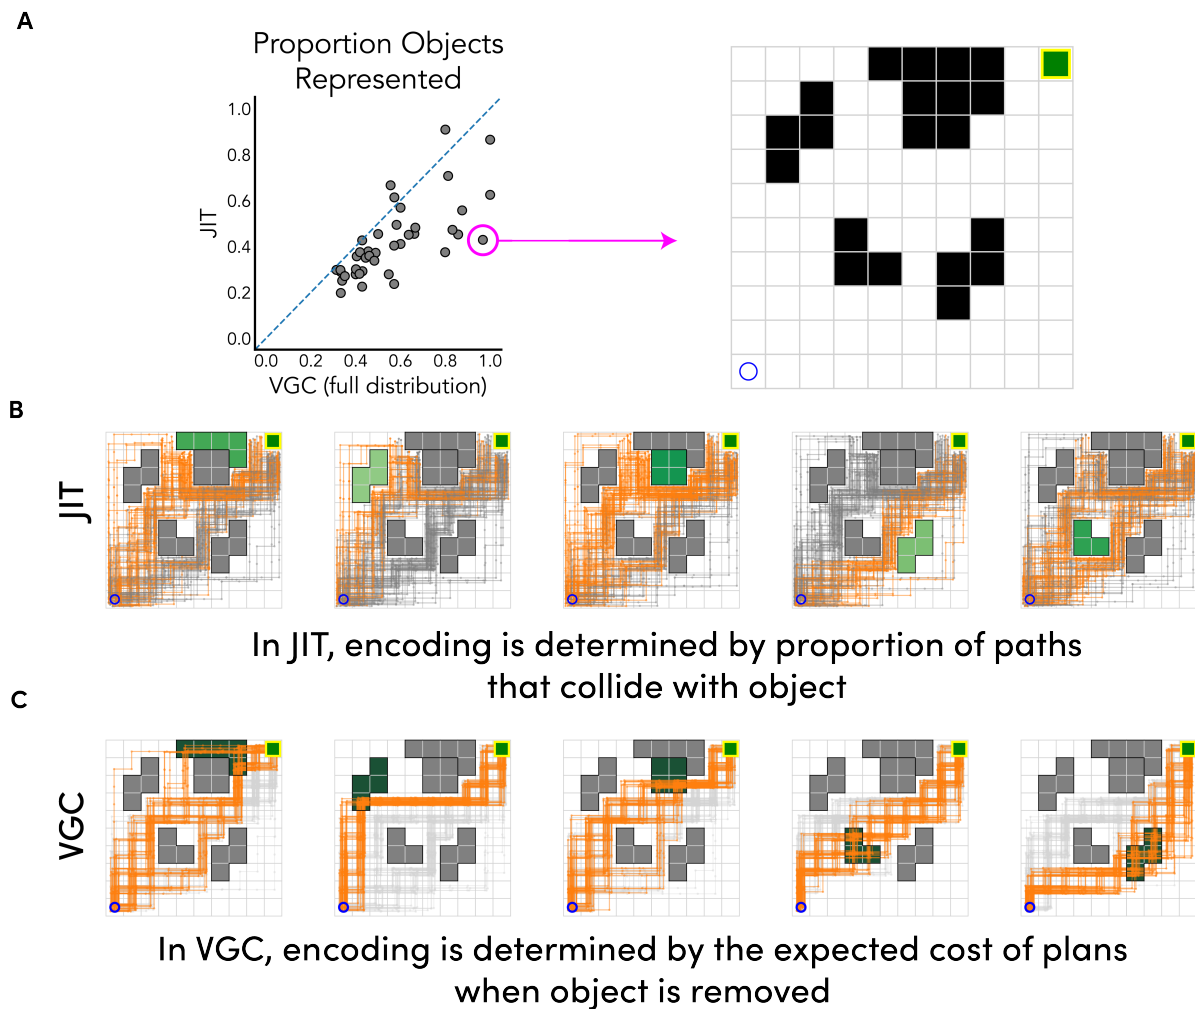 A
Proportion Objects
Represented
1.0
0.8
0.6
0.4
0.2
0.0
JIT
0.0 0.2 0.4 0.6 0.8 1.0
VGC (full distribution)
B
JIT
In JIT, encoding is determined by proportion of paths
that collide with object
C
VGC
In VGC, encoding is determined by the expected cost of plans
when object is removed